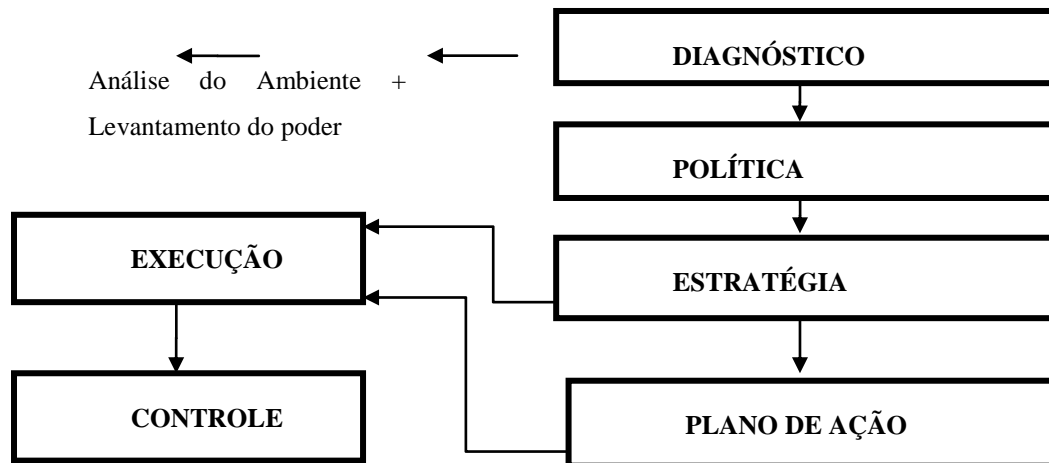 DIAGNÓSTICO
Análise do Ambiente +
Levantamento do poder
POLÍTICA
EXECUÇÃO
ESTRATÉGIA
CONTROLE
PLANO DE AÇÃO